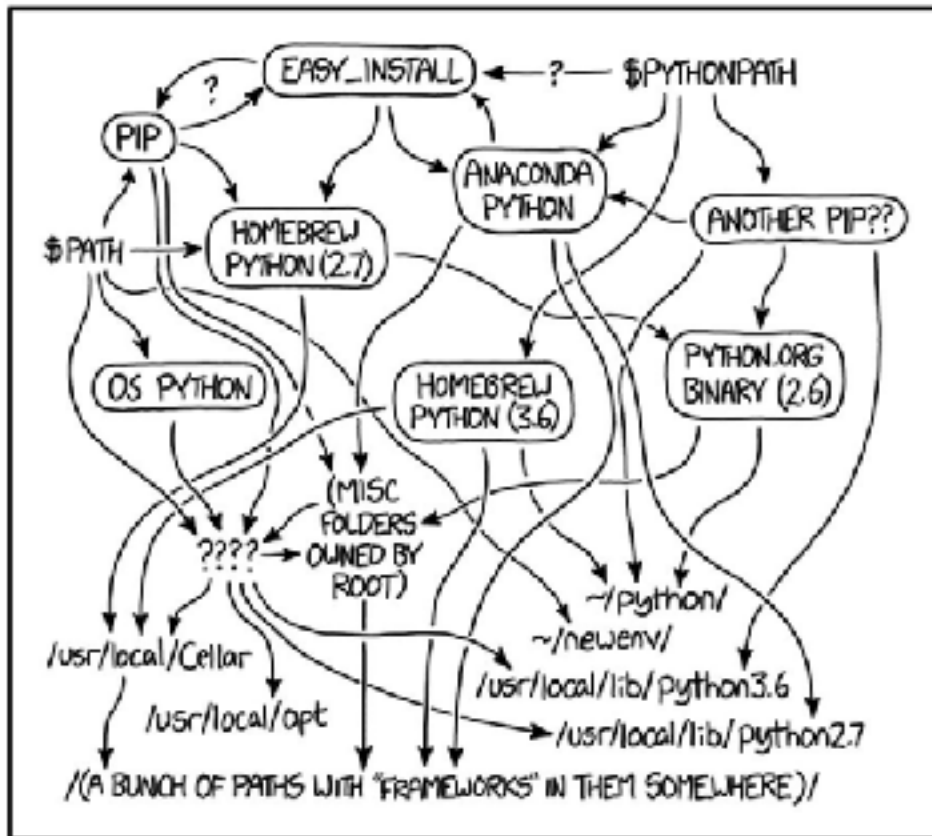 EASY_INSTALL
?
$PYTHONPATH
?
PIP
ANACONDA
PYTHON
ANOTHER PIP??
HOMEBREW
PYTHON (2.7)
$PATH
OS PYTHON
HOMEBREW
PYTHON (3.6)
PYTHON.ORG
BINARY (2.6)
(MISC
FOLDERS
OWNED BY
ROOT)
????
~/python/
~/newenv/
/usr/local/Cellar
/usr/local/lib/python3.6
/usr/local/opt
/usr/local/lib/python2.7
/(A BUNCH OF PATHS WITH "FRAMEWORKS" IN THEM SOMEWHERE)/